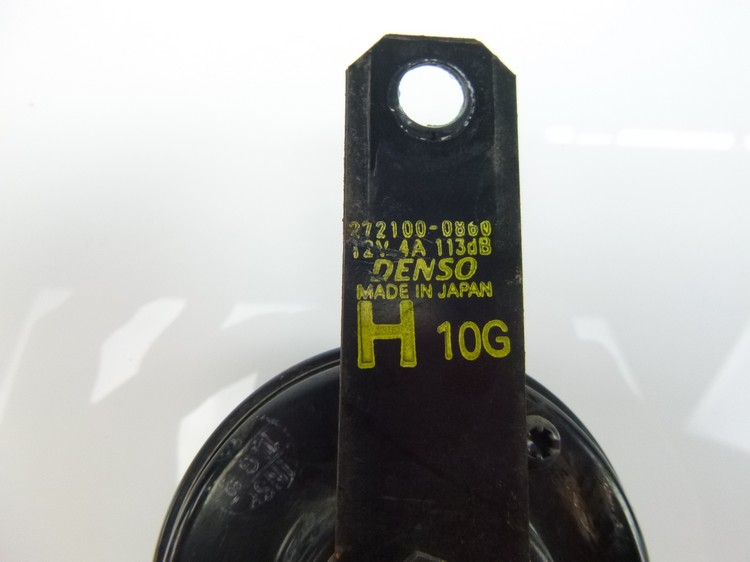 272100-0860
12V 4A 113dB
DENSO
MADE IN JAPAN
H 10G